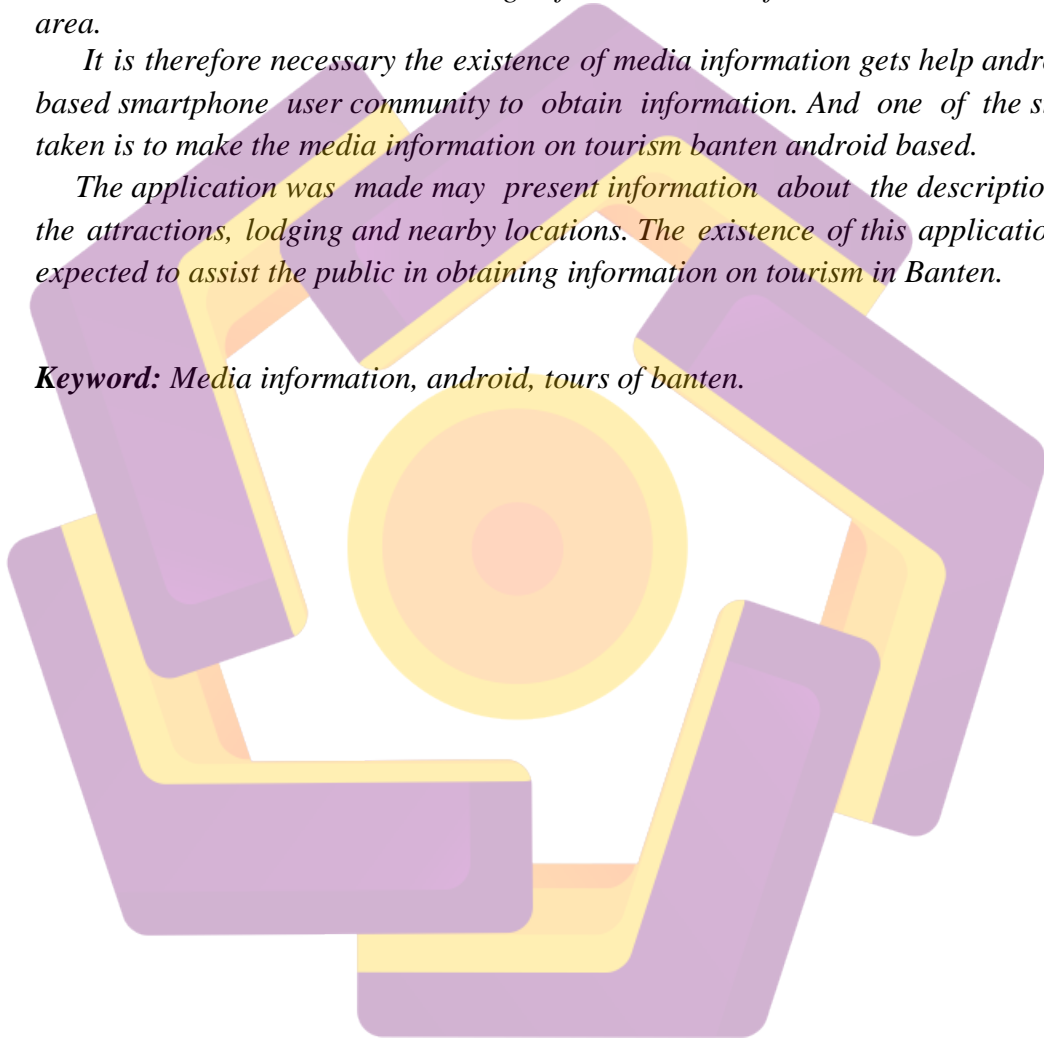 area.
It is therefore necessary the existence of media information gets help
based smartphone user community to obtain information. And one of the
taken is to make the media information on tourism banten android based.
The application was made may present information about the
the attractions, lodging and nearby locations. The existence of this
expected to assist the public in obtaining information on tourism in Banten.
Keyword: Media information, android, tours of banten.